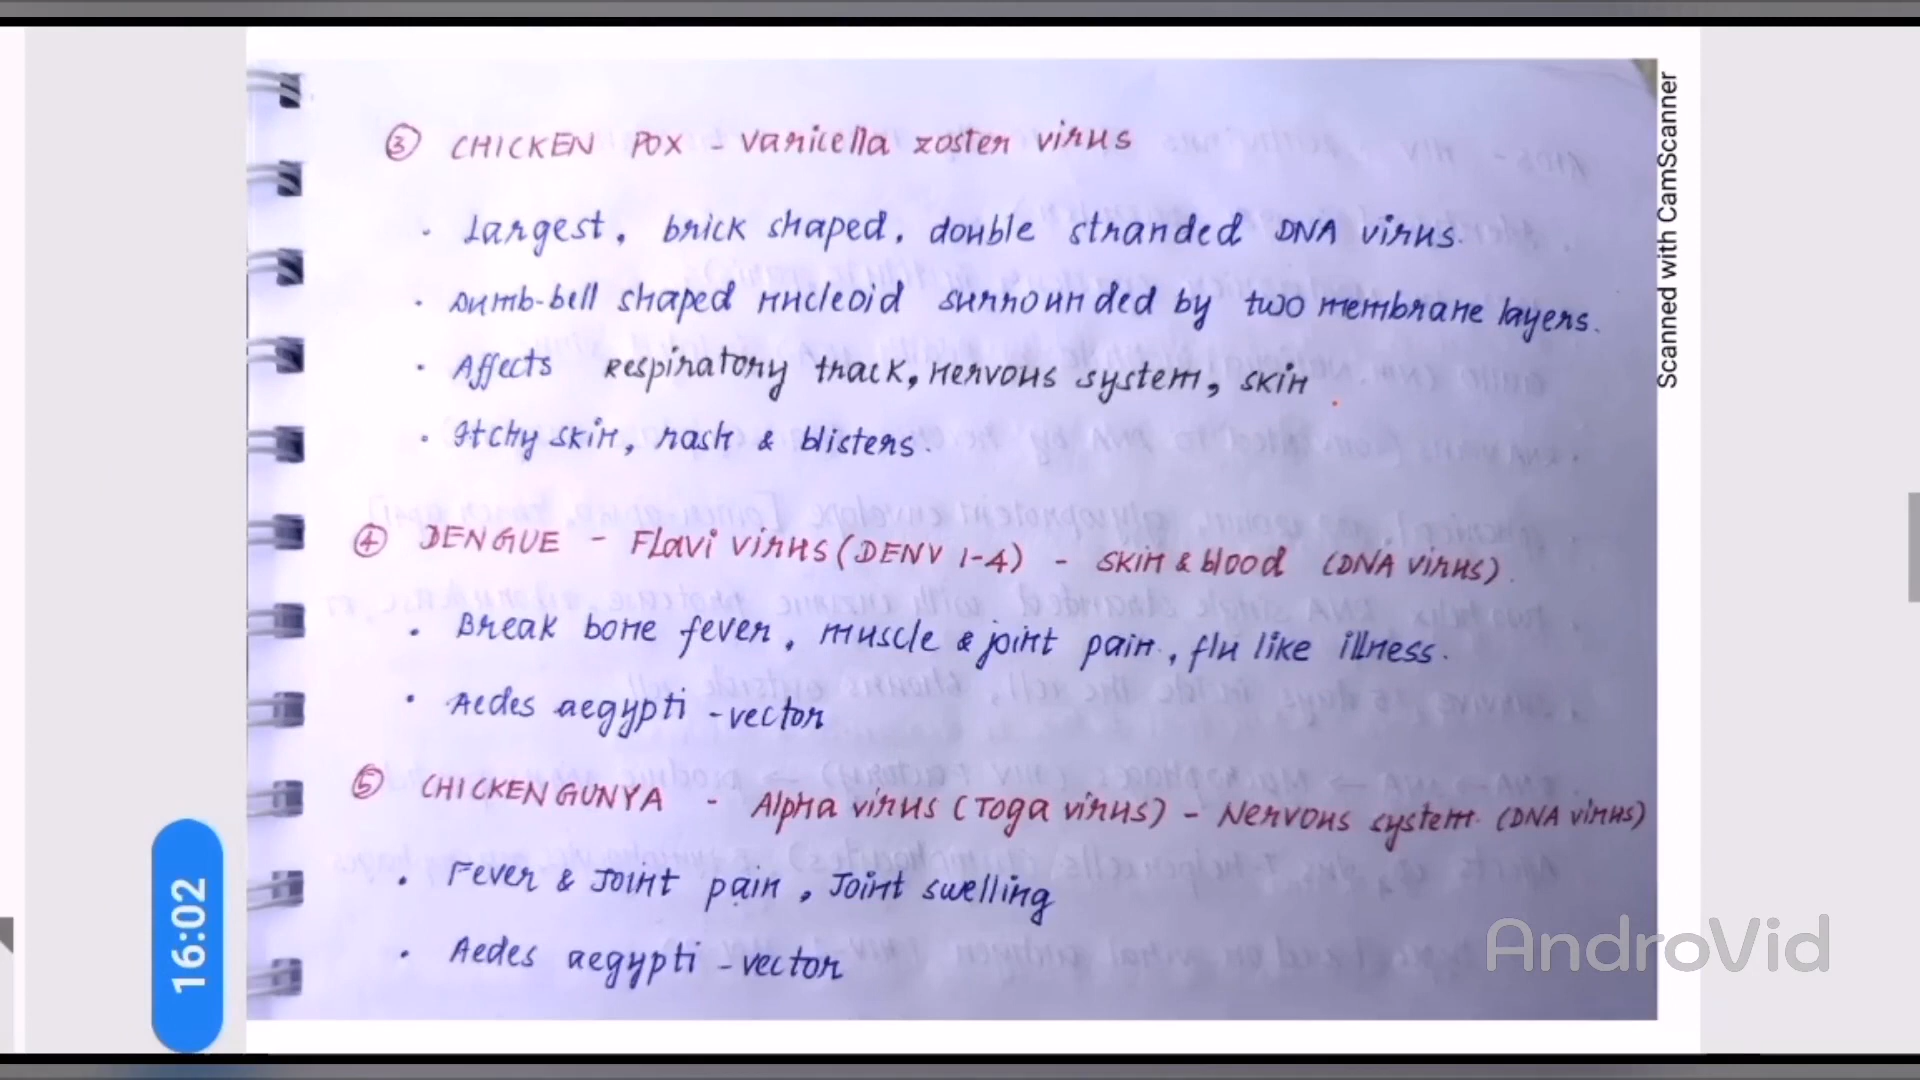 ③ CHICKEN POX - varicella zoster virus
· Largest, brick shaped, double stranded DNA virus.
· Dumb-bell shaped nucleoid surrounded by two membrane layers.
· Affects Respiratory track, nervous system, skin
· Itchy skin, rash & blisters.
④ DENGUE - Flavi virus (DENV 1-4) - skin & blood (DNA virus).
· Break bone fever, muscle & joint pain, flu like illness.
· Aedes aegypti - vector
⑤ CHICKENGUNYA - Alpha virus (Toga virus) - Nervous system (DNA virus)
· Fever & Joint pain, Joint swelling
· Aedes aegypti - vector
Scanned with CamScanner
16:02
AndroVid